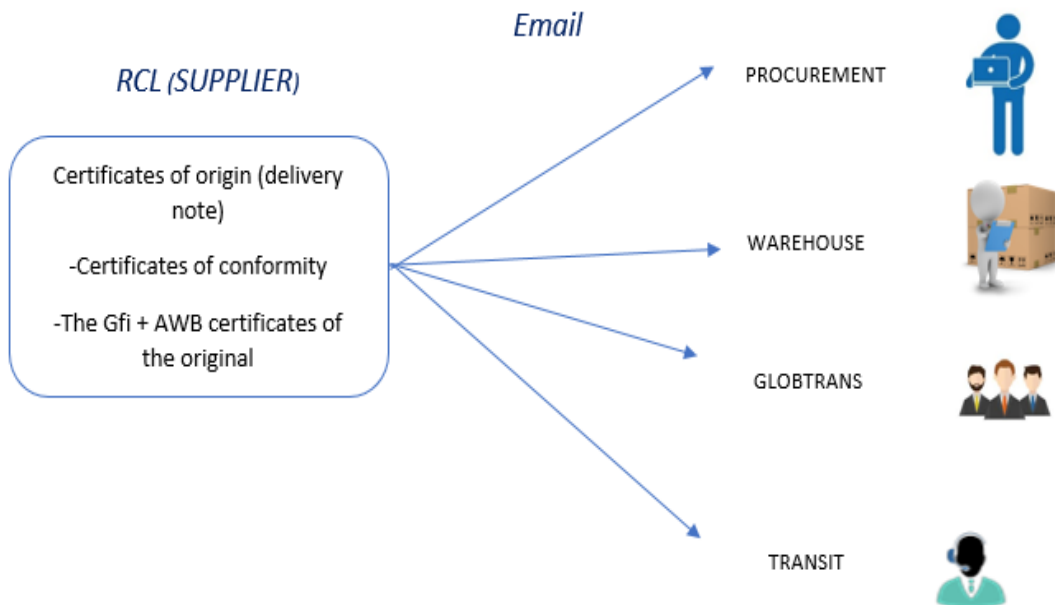 Email
RCL (SUPPLIER)
Certificates of origin (delivery
note)
-Certificates of conformity
-The Gfi + AWB certificates of
the original
PROCUREMENT
WAREHOUSE
GLOBTRANS
TRANSIT